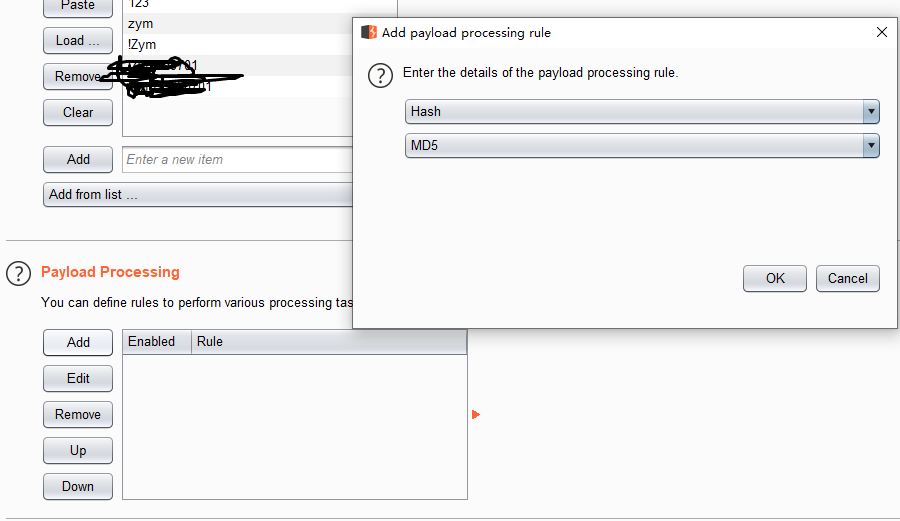 Paste
123
zym
Load ...
!Zym
Remove
Clear
Add
Enter a new item
Add from list ...
Payload Processing
You can define rules to perform various processing tas
Add
Enabled
Rule
Edit
Remove
Up
Down
Add payload processing rule
Enter the details of the payload processing rule.
Hash
MD5
OK
Cancel